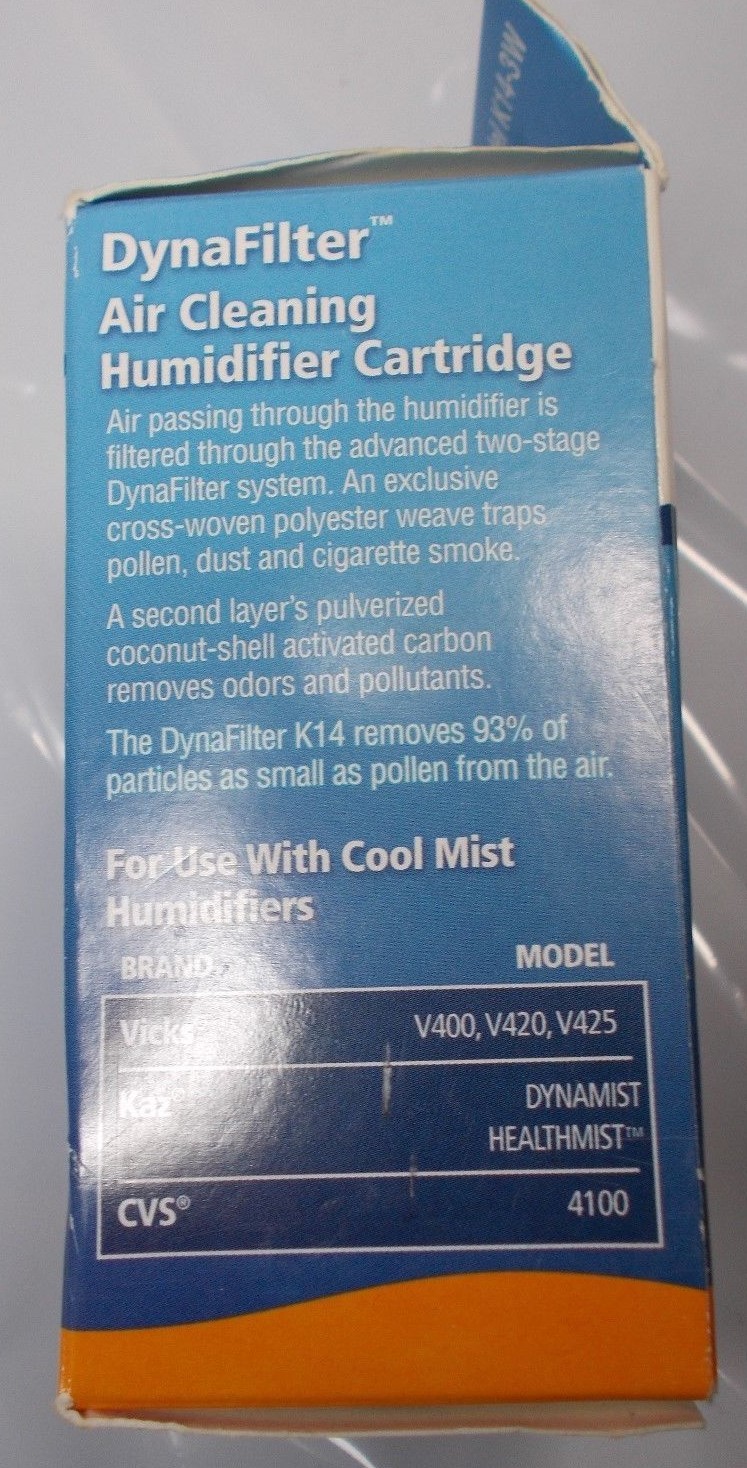 K14-3W
DynaFilter™
Air Cleaning
Humidifier Cartridge
Air passing through the humidifier is
filtered through the advanced two-stage
DynaFilter system. An exclusive
cross-woven polyester weave traps
pollen, dust and cigarette smoke.
A second layer's pulverized
coconut-shell activated carbon
removes odors and pollutants.
The DynaFilter K14 removes 93% of
particles as small as pollen from the air.
For Use With Cool Mist
Humidifiers
BRAND MODEL
Vicks V400, V420, V425
Kaz® DYNAMIST
HEALTHMIST™
CVS® 4100